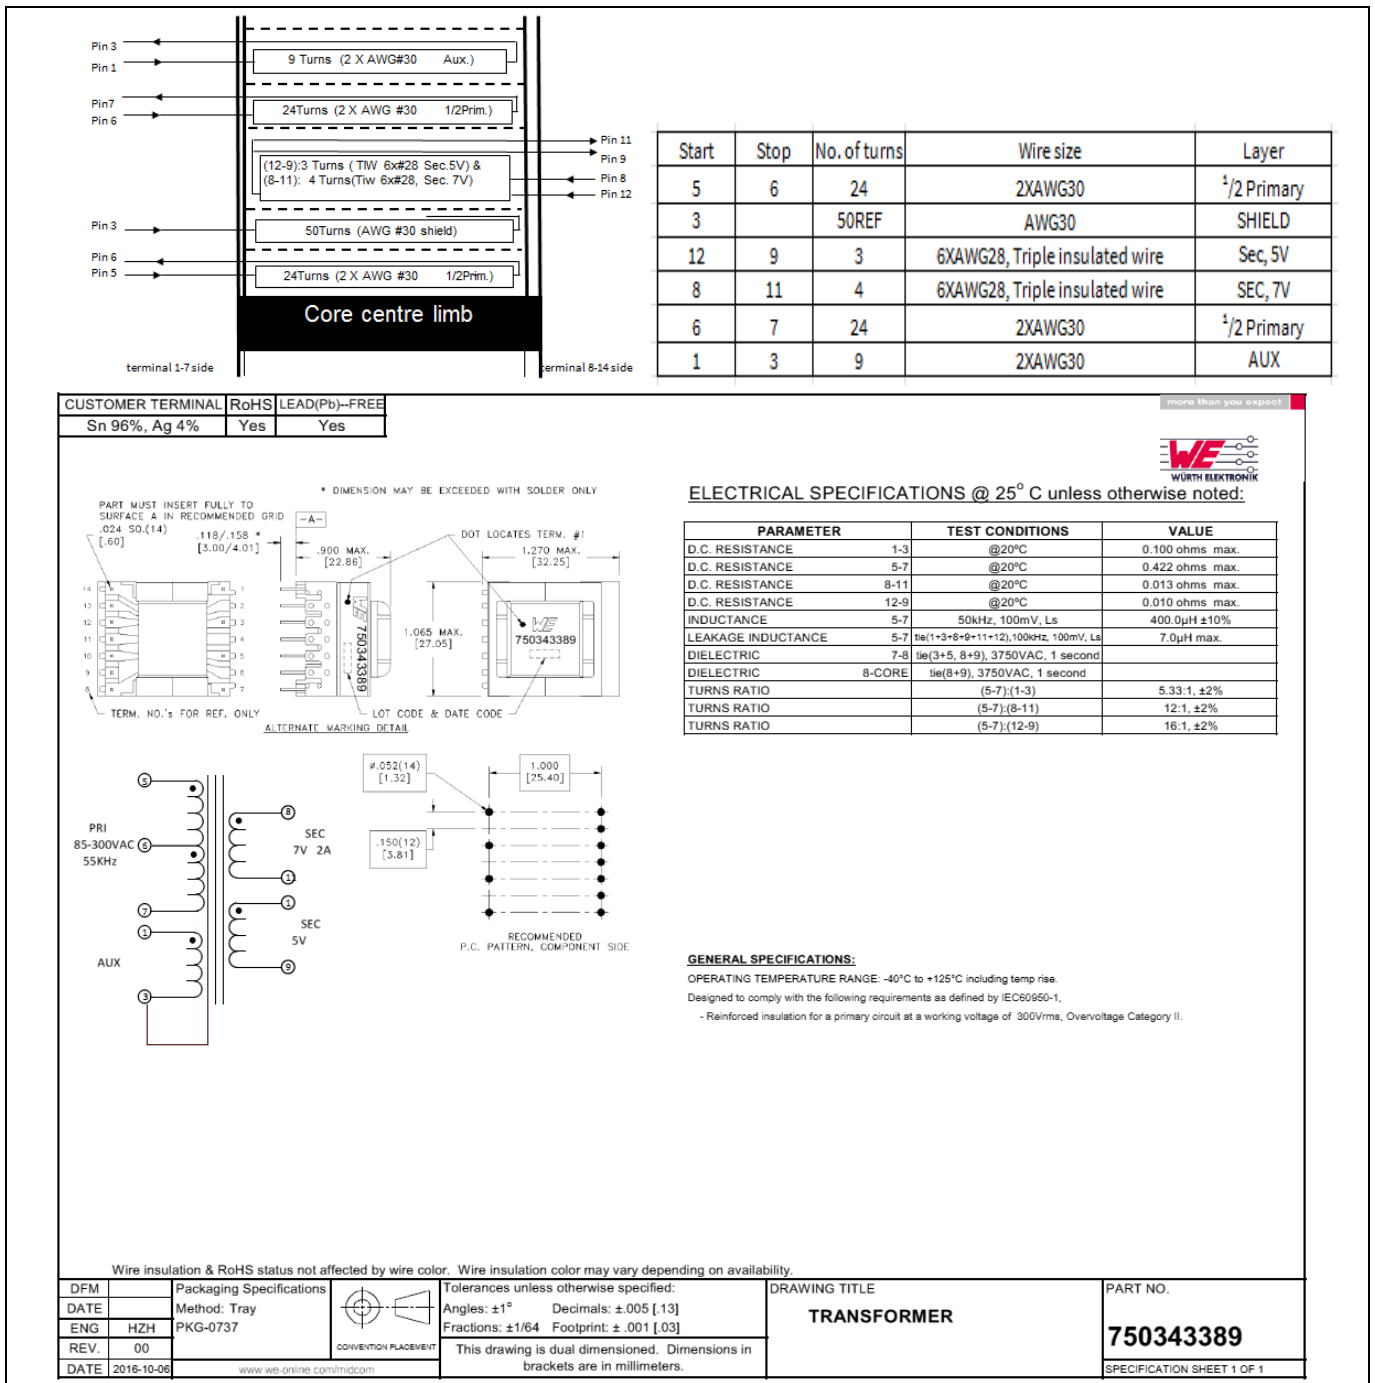 Pin 3
Pin 1
9 Turns (2 X AWG#30 Aux.)
Pin7
Pin 6
24Turns (2 X AWG #30 1/2Prim.)
Pin 11
Pin 9
Pin 8
Pin 12
(12-9):3 Turns ( TIW 6x#28 Sec.5V) &
(8-11): 4 Turns(Tiw 6x#28, Sec. 7V)
Pin 3
50Turns (AWG #30 shield)
Pin 6
Pin 5
24Turns (2 X AWG #30 1/2Prim.)
Core centre limb
terminal 1-7 side
erminal 8-14 side
Start Stop No. of turns Wire size Layer
5 6 24 2XAWG30 1/2 Primary
3 50REF AWG30 SHIELD
12 9 3 6XAWG28, Triple insulated wire Sec, 5V
8 11 4 6XAWG28, Triple insulated wire SEC, 7V
6 7 24 2XAWG30 1/2 Primary
1 3 9 2XAWG30 AUX
CUSTOMER TERMINAL RoHS LEAD(Pb)--FREE
Sn 96%, Ag 4% Yes Yes
more than you expect
WE
WÜRTH ELEKTRONIK
* DIMENSION MAY BE EXCEEDED WITH SOLDER ONLY
PART MUST INSERT FULLY TO
SURFACE A IN RECOMMENDED GRID
.024 SQ.(14)
[.60]
.118/.158 *
[3.00/4.01]
-A-
.900 MAX.
[22.86]
DOT LOCATES TERM. #1
1.270 MAX.
[32.25]
14 1
13 2
12 3
11 4
10 5
9 6
8 7
WE 750343389
1.065 MAX.
[27.05]
WE
750343389
TERM. NO.'s FOR REF. ONLY
LOT CODE & DATE CODE
ALTERNATE MARKING DETAIL
ELECTRICAL SPECIFICATIONS @ 25° C unless otherwise noted:
PARAMETER TEST CONDITIONS VALUE
D.C. RESISTANCE 1-3 @20°C 0.100 ohms max.
D.C. RESISTANCE 5-7 @20°C 0.422 ohms max.
D.C. RESISTANCE 8-11 @20°C 0.013 ohms max.
D.C. RESISTANCE 12-9 @20°C 0.010 ohms max.
INDUCTANCE 5-7 50kHz, 100mV, Ls 400.0µH ±10%
LEAKAGE INDUCTANCE 5-7 tie(1+3+8+9+11+12),100kHz, 100mV, Ls 7.0µH max.
DIELECTRIC 7-8 tie(3+5, 8+9), 3750VAC, 1 second
DIELECTRIC 8-CORE tie(8+9), 3750VAC, 1 second
TURNS RATIO (5-7):(1-3) 5.33:1, ±2%
TURNS RATIO (5-7):(8-11) 12:1, ±2%
TURNS RATIO (5-7):(12-9) 16:1, ±2%
5
PRI
85-300VAC
55KHz
6
7
1
AUX
3
8
SEC
7V 2A
11
1
SEC
5V
9
ø.052(14)
[1.32]
1.000
[25.40]
.150(12)
[3.81]
RECOMMENDED
P.C. PATTERN, COMPONENT SIDE
GENERAL SPECIFICATIONS:
OPERATING TEMPERATURE RANGE: -40°C to +125°C including temp rise.
Designed to comply with the following requirements as defined by IEC60950-1,
- Reinforced insulation for a primary circuit at a working voltage of 300Vrms, Overvoltage Category II.
Wire insulation & RoHS status not affected by wire color. Wire insulation color may vary depending on availability.
DFM
DATE
ENG HZH
REV. 00
DATE 2016-10-06
Packaging Specifications
Method: Tray
PKG-0737
www.we-online.com/midcom
CONVENTION PLACEMENT
Tolerances unless otherwise specified:
Angles: ±1° Decimals: ±.005 [.13]
Fractions: ±1/64 Footprint: ± .001 [.03]
This drawing is dual dimensioned. Dimensions in
brackets are in millimeters.
DRAWING TITLE
TRANSFORMER
PART NO.
750343389
SPECIFICATION SHEET 1 OF 1